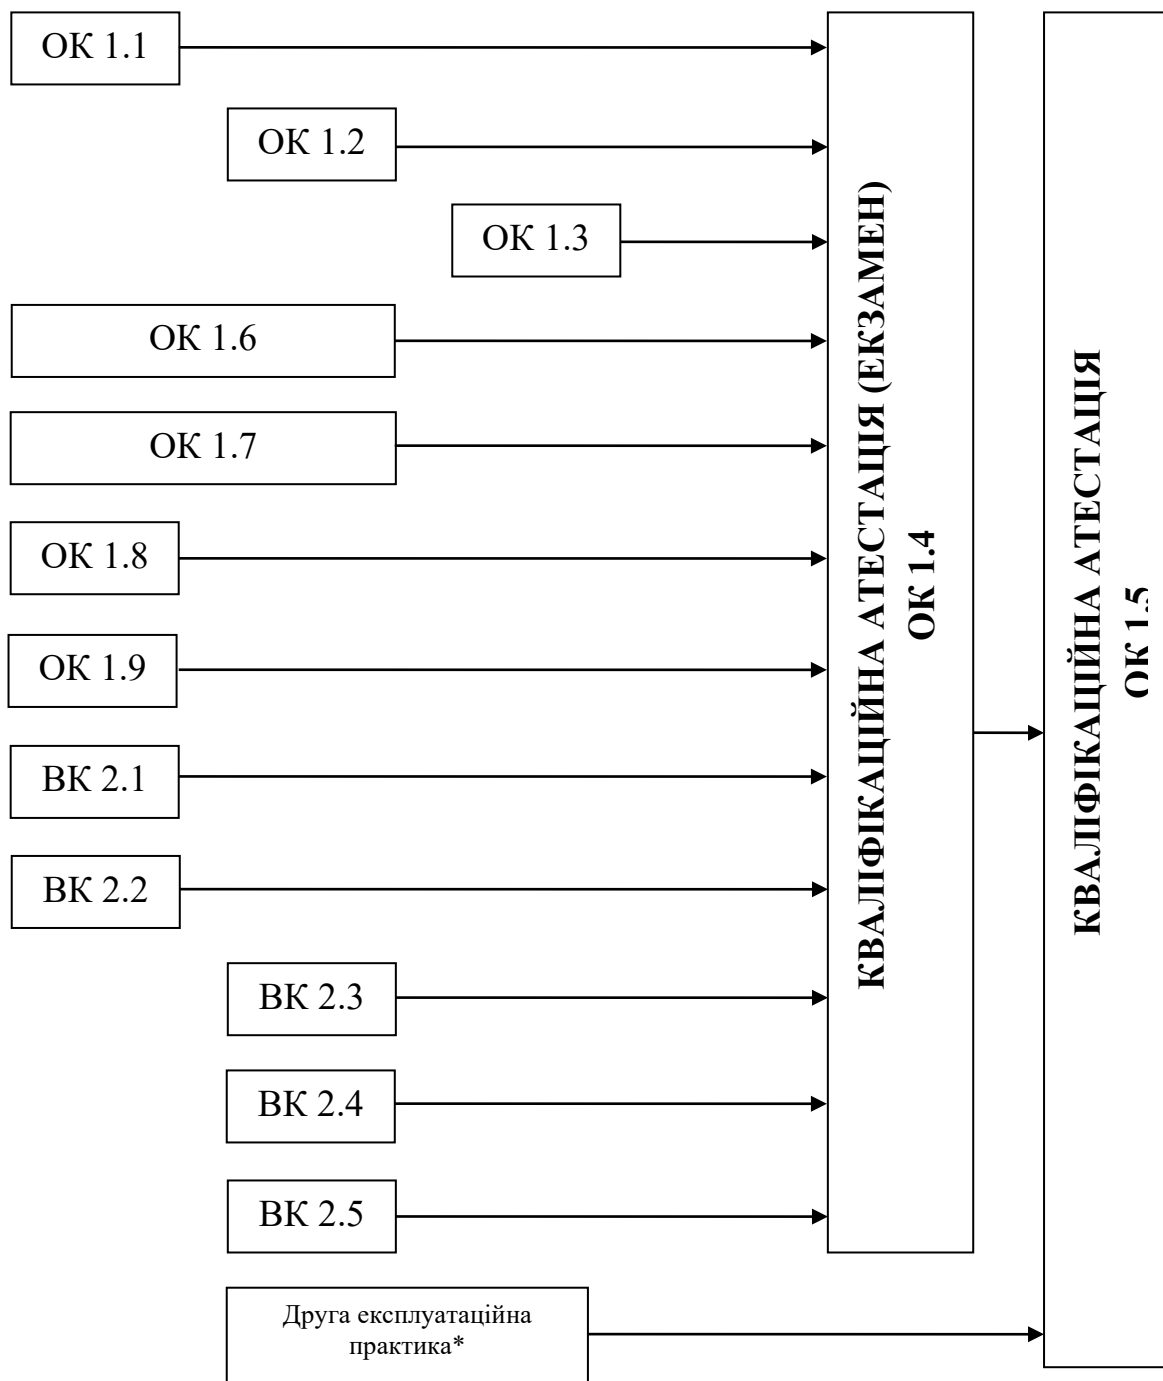 ОК 1.1
ОК 1.2
ОК 1.3
ОК 1.6
ОК 1.7
ОК 1.8
ОК 1.9
ВК 2.1
ВК 2.2
ВК 2.3
ВК 2.4
ВК 2.5
Друга експлуатаційна
практика*
КВАЛІФІКАЦІЙНА АТЕСТАЦІЯ (ЕКЗАМЕН)
ОК 1.4
КВАЛІФІКАЦІЙНА АТЕСТАЦІЯ
ОК 1.5